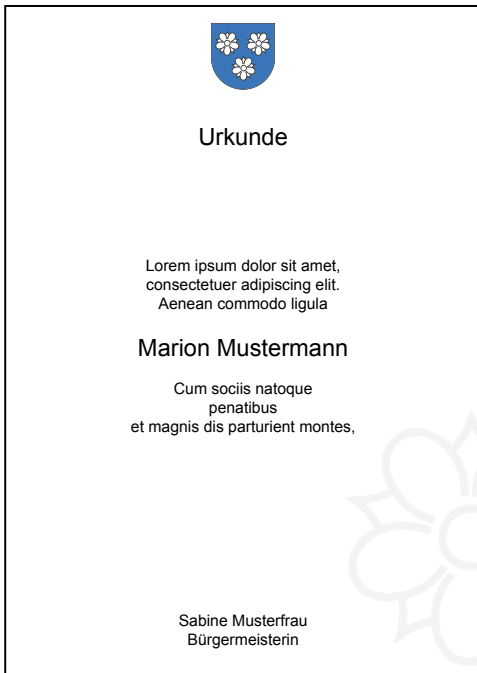 Urkunde
Lorem ipsum dolor sit amet,
consectetuer adipiscing elit.
Aenean commodo ligula
Marion Mustermann
Cum sociis natoque
penatibus
et magnis dis parturient montes,
Sabine Musterfrau
Bürgermeisterin